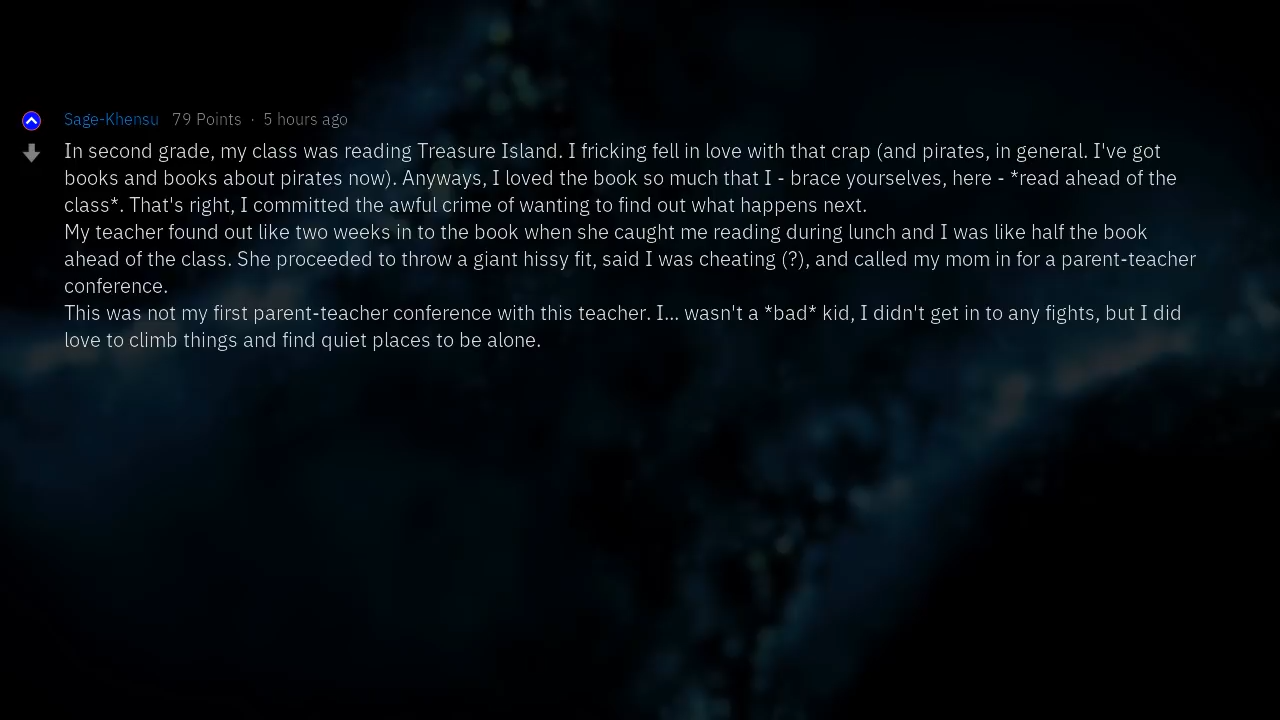 Sage-Khensu 79 Points · 5 hours ago
In second grade, my class was reading Treasure Island. I fricking fell in love with that crap (and pirates, in general. I've got
books and books about pirates now). Anyways, I loved the book so much that I - brace yourselves, here - *read ahead of the
class*. That's right, I committed the awful crime of wanting to find out what happens next.
My teacher found out like two weeks in to the book when she caught me reading during lunch and I was like half the book
ahead of the class. She proceeded to throw a giant hissy fit, said I was cheating (?), and called my mom in for a parent-teacher
conference.
This was not my first parent-teacher conference with this teacher. I... wasn't a *bad* kid, I didn't get in to any fights, but I did
love to climb things and find quiet places to be alone.